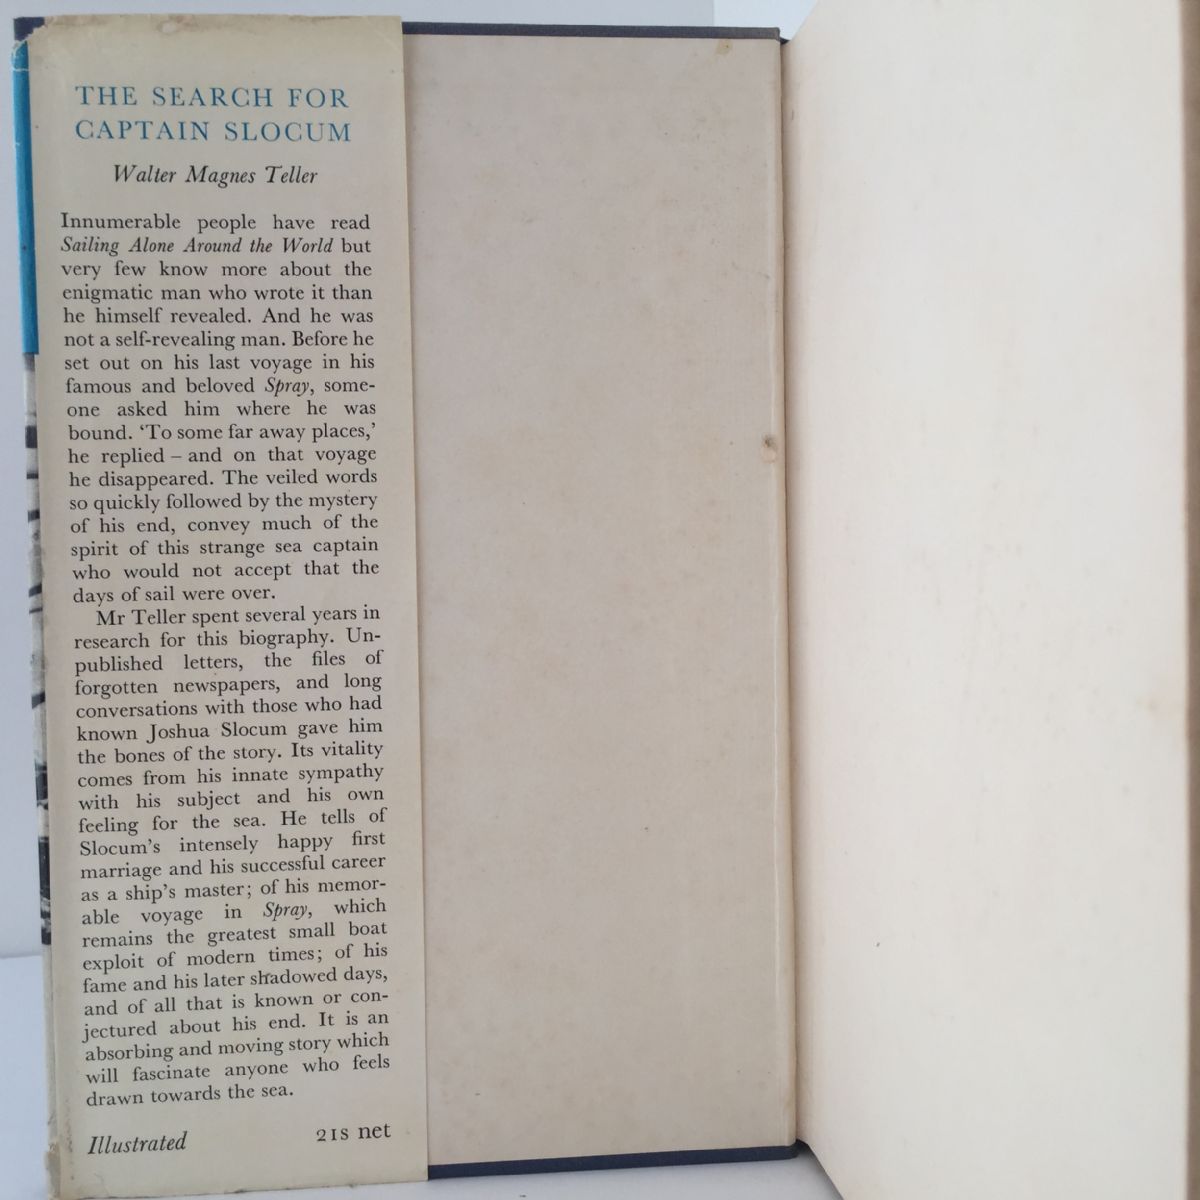 THE SEARCH FOR
CAPTAIN SLOCUM
Walter Magnes Teller
Innumerable people have read
Sailing Alone Around the World but
very few know more about the
enigmatic man who wrote it than
he himself revealed. And he was
not a self-revealing man. Before he
set out on his last voyage in his
famous and beloved Spray, some-
one asked him where he was
bound. ‘To some far away places,’
he replied – and on that voyage
he disappeared. The veiled words
so quickly followed by the mystery
of his end, convey much of the
spirit of this strange sea captain
who would not accept that the
days of sail were over.
Mr Teller spent several years in
research for this biography. Un-
published letters, the files of
forgotten newspapers, and long
conversations with those who had
known Joshua Slocum gave him
the bones of the story. Its vitality
comes from his innate sympathy
with his subject and his own
feeling for the sea. He tells of
Slocum’s intensely happy first
marriage and his successful career
as a ship’s master; of his memor-
able voyage in Spray, which
remains the greatest small boat
exploit of modern times; of his
fame and his later shadowed days,
and of all that is known or con-
jectured about his end. It is an
absorbing and moving story which
will fascinate anyone who feels
drawn towards the sea.
Illustrated 21s net